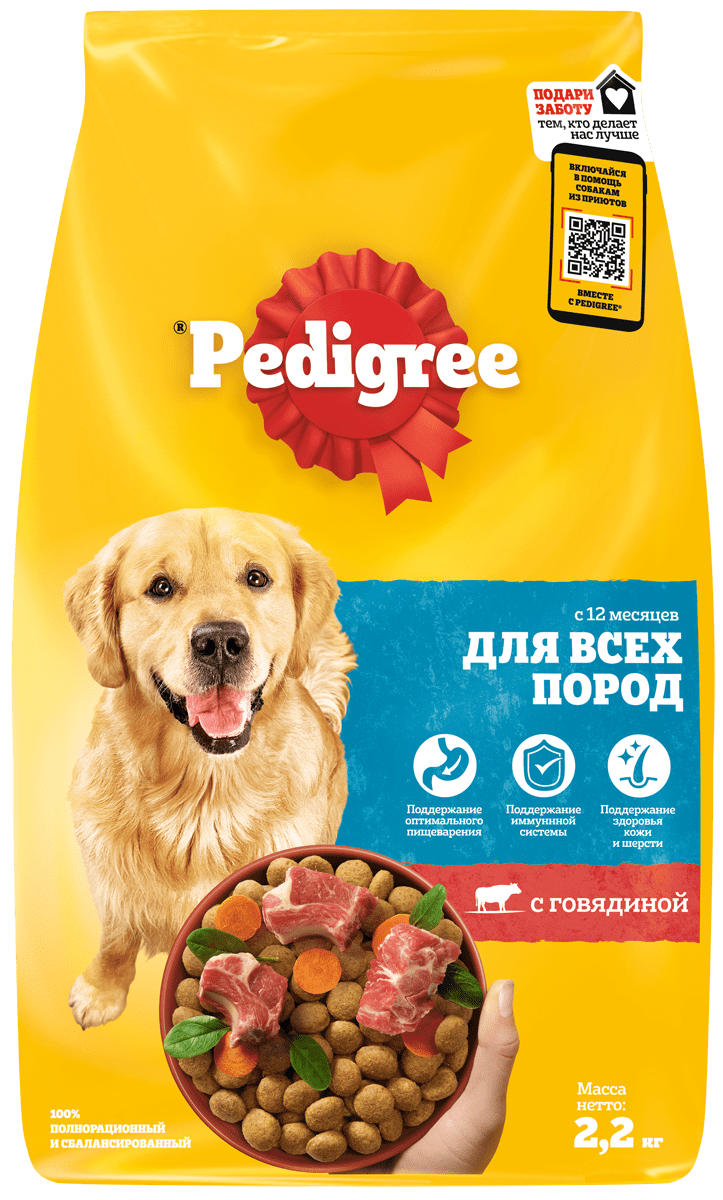 ПОДАРИ
ЗАБОТУ
тем, кто делает
нас лучше
ВКЛЮЧАЙСЯ
В ПОМОЩЬ
СОБАКАМ
ИЗ ПРИЮТОВ
ВМЕСТЕ
С PEDIGREE®
® Pedigree
с 12 месяцев
ДЛЯ ВСЕХ
ПОРОД
Поддержание
оптимального
пищеварения
Поддержание
иммуннной
системы
Поддержание
здоровья
кожи
и шерсти
с говядиной
100%
ПОЛНОРАЦИОННЫЙ
И СБАЛАНСИРОВАННЫЙ
Масса
нетто:
2,2 кг